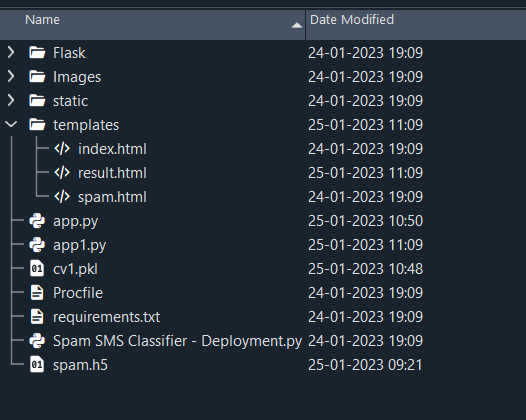 Name Date Modified
Flask 24-01-2023 19:09
Images 24-01-2023 19:09
static 24-01-2023 19:09
templates 25-01-2023 11:09
index.html 24-01-2023 19:09
result.html 25-01-2023 11:09
spam.html 24-01-2023 19:09
app.py 25-01-2023 10:50
app1.py 25-01-2023 11:09
cv1.pkl 25-01-2023 10:48
Procfile 24-01-2023 19:09
requirements.txt 24-01-2023 19:09
Spam SMS Classifier - Deployment.py 24-01-2023 19:09
spam.h5 25-01-2023 09:21